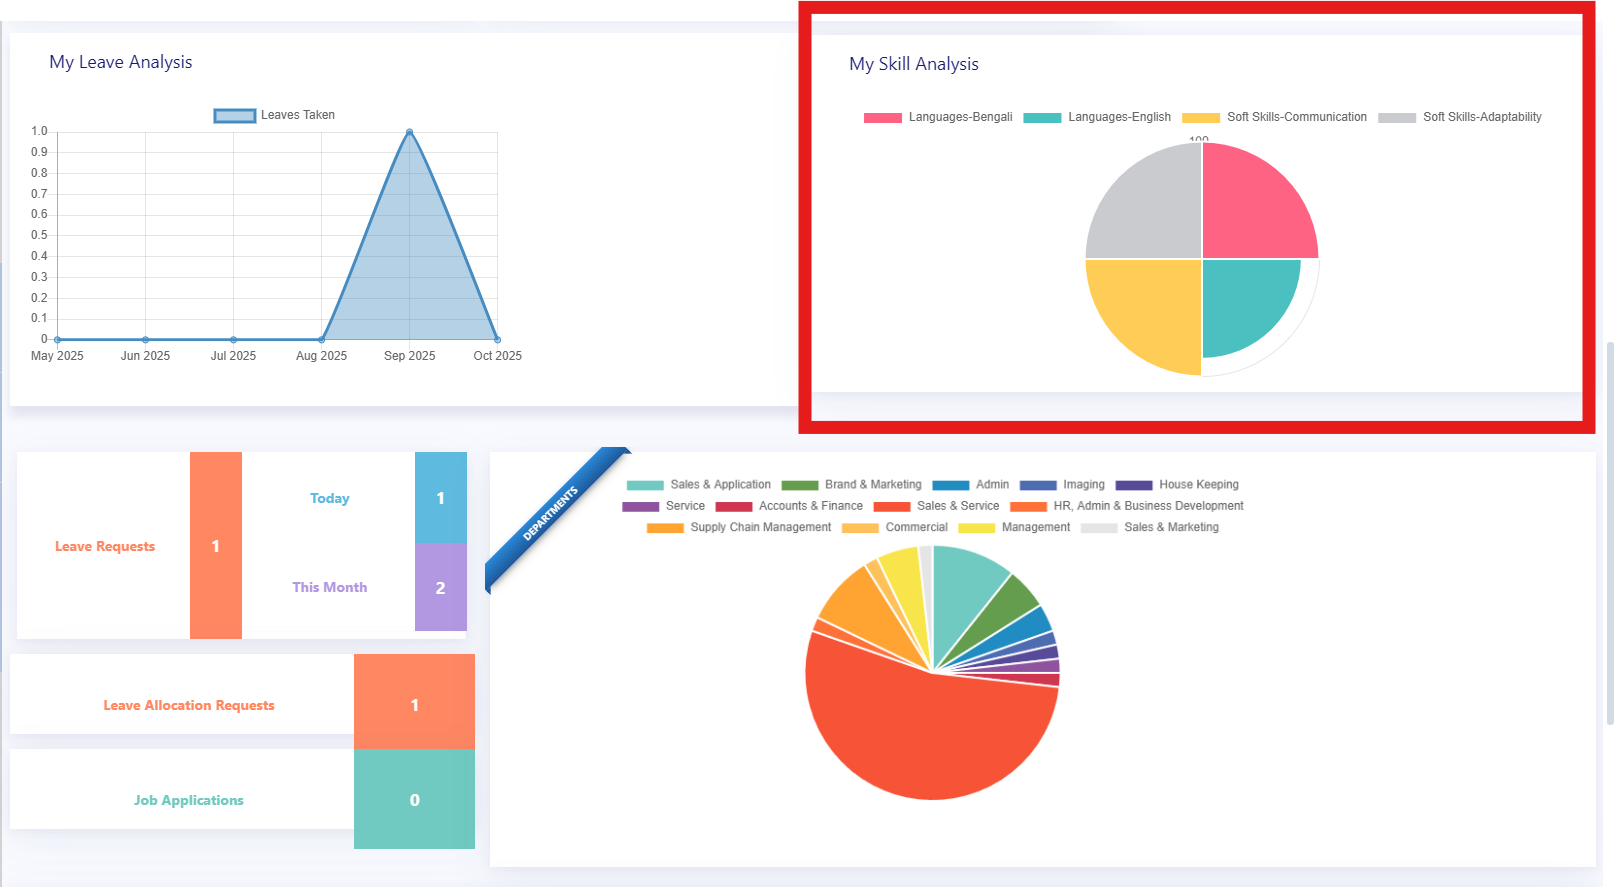 My Leave Analysis
Leaves Taken
1.0
0.9
0.8
0.7
0.6
0.5
0.4
0.3
0.2
0.1
0
May 2025 Jun 2025 Jul 2025 Aug 2025 Sep 2025 Oct 2025
My Skill Analysis
Languages-Bengali Languages-English Soft Skills-Communication Soft Skills-Adaptability
100
Leave Requests 1
Today 1
This Month 2
Leave Allocation Requests 1
Job Applications 0
DEPARTMENTS
Sales & Application Brand & Marketing Admin Imaging House Keeping
Service Accounts & Finance Sales & Service HR, Admin & Business Development
Supply Chain Management Commercial Management Sales & Marketing